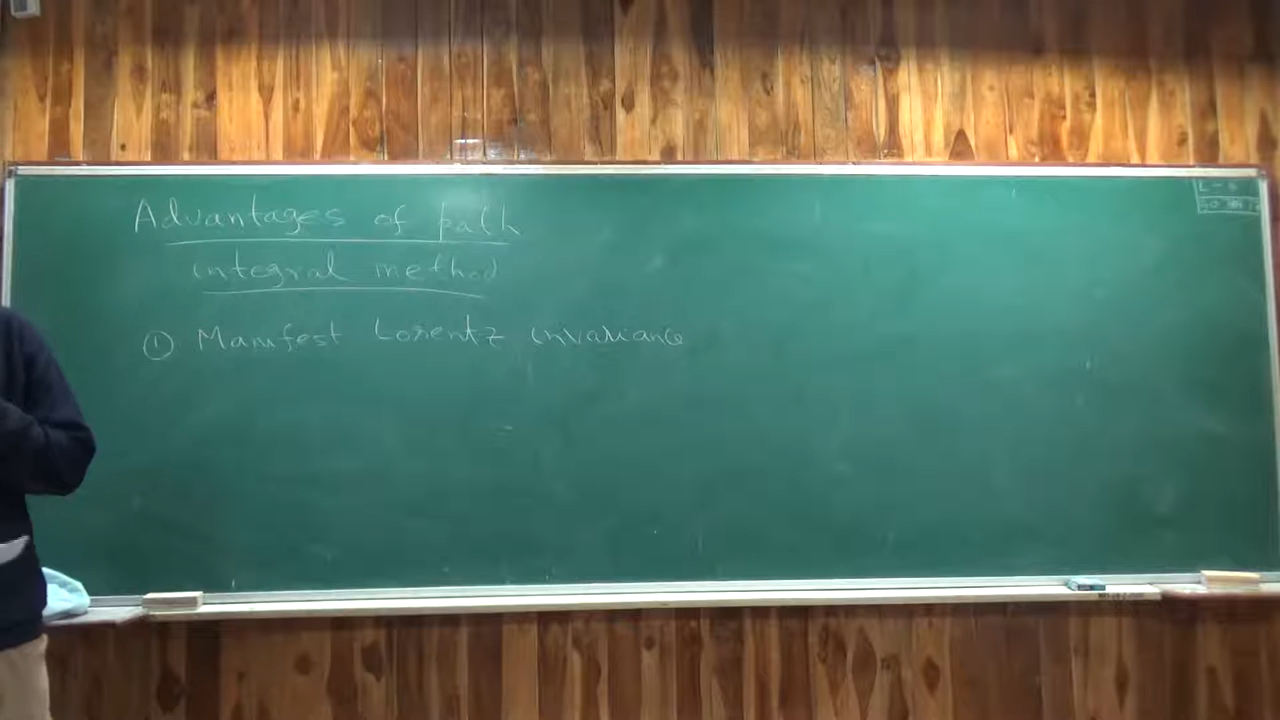 Advantages of path
integral method
① Manifest Lorentz invariance